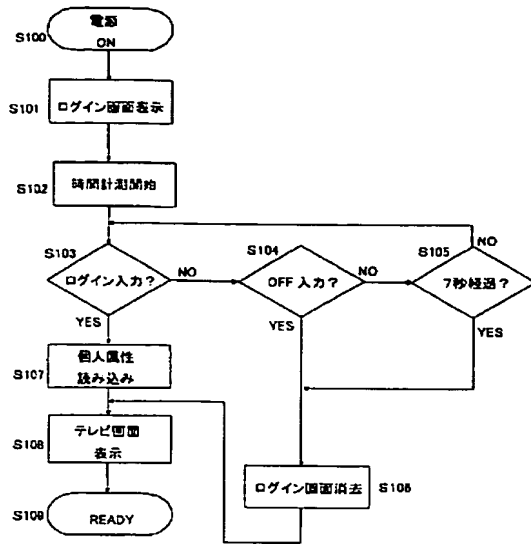 電源
ON
S100
ログイン画面表示
S101
時間計測開始
S102
S103
ログイン入力?
NO
YES
S104
OFF 入力?
NO
YES
S105
NO
7秒経過?
YES
個人属性
読み込み
S107
テレビ画面
表示
S108
ログイン画面消去
S106
READY
S109